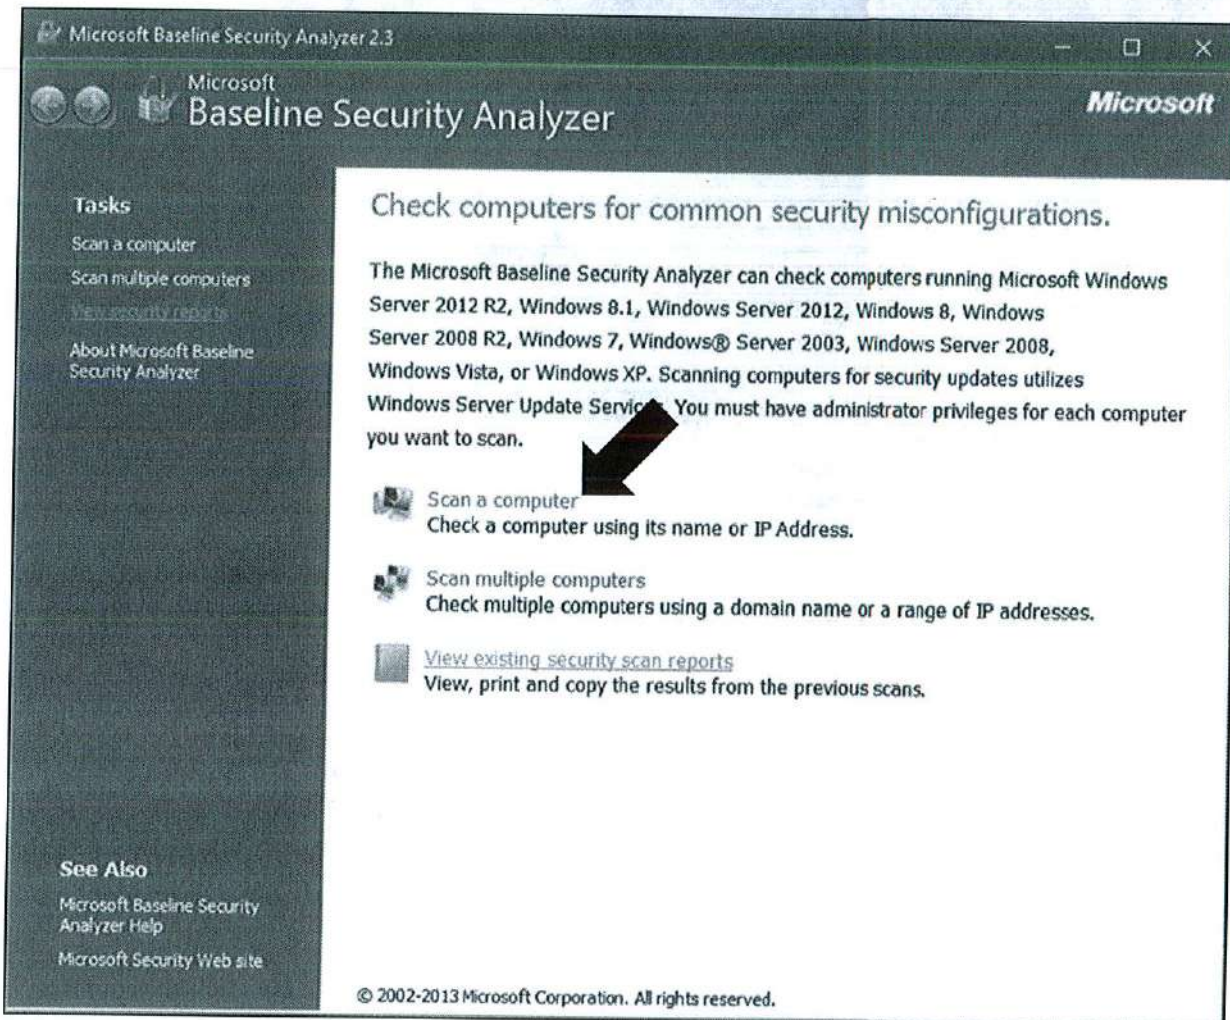 Microsoft Baseline Security Analyzer 2.3
Microsoft
Baseline Security Analyzer
Microsoft
Tasks
Scan a computer
Scan multiple computers
View security reports
About Microsoft Baseline
Security Analyzer
Check computers for common security misconfigurations.
The Microsoft Baseline Security Analyzer can check computers running Microsoft Windows
Server 2012 R2, Windows 8.1, Windows Server 2012, Windows 8, Windows
Server 2008 R2, Windows 7, Windows® Server 2003, Windows Server 2008,
Windows Vista, or Windows XP. Scanning computers for security updates utilizes
Windows Server Update Services. You must have administrator privileges for each computer
you want to scan.
Scan a computer
Check a computer using its name or IP Address.
Scan multiple computers
Check multiple computers using a domain name or a range of IP addresses.
View existing security scan reports
View, print and copy the results from the previous scans.
See Also
Microsoft Baseline Security
Analyzer Help
Microsoft Security Web site
© 2002-2013 Microsoft Corporation. All rights reserved.